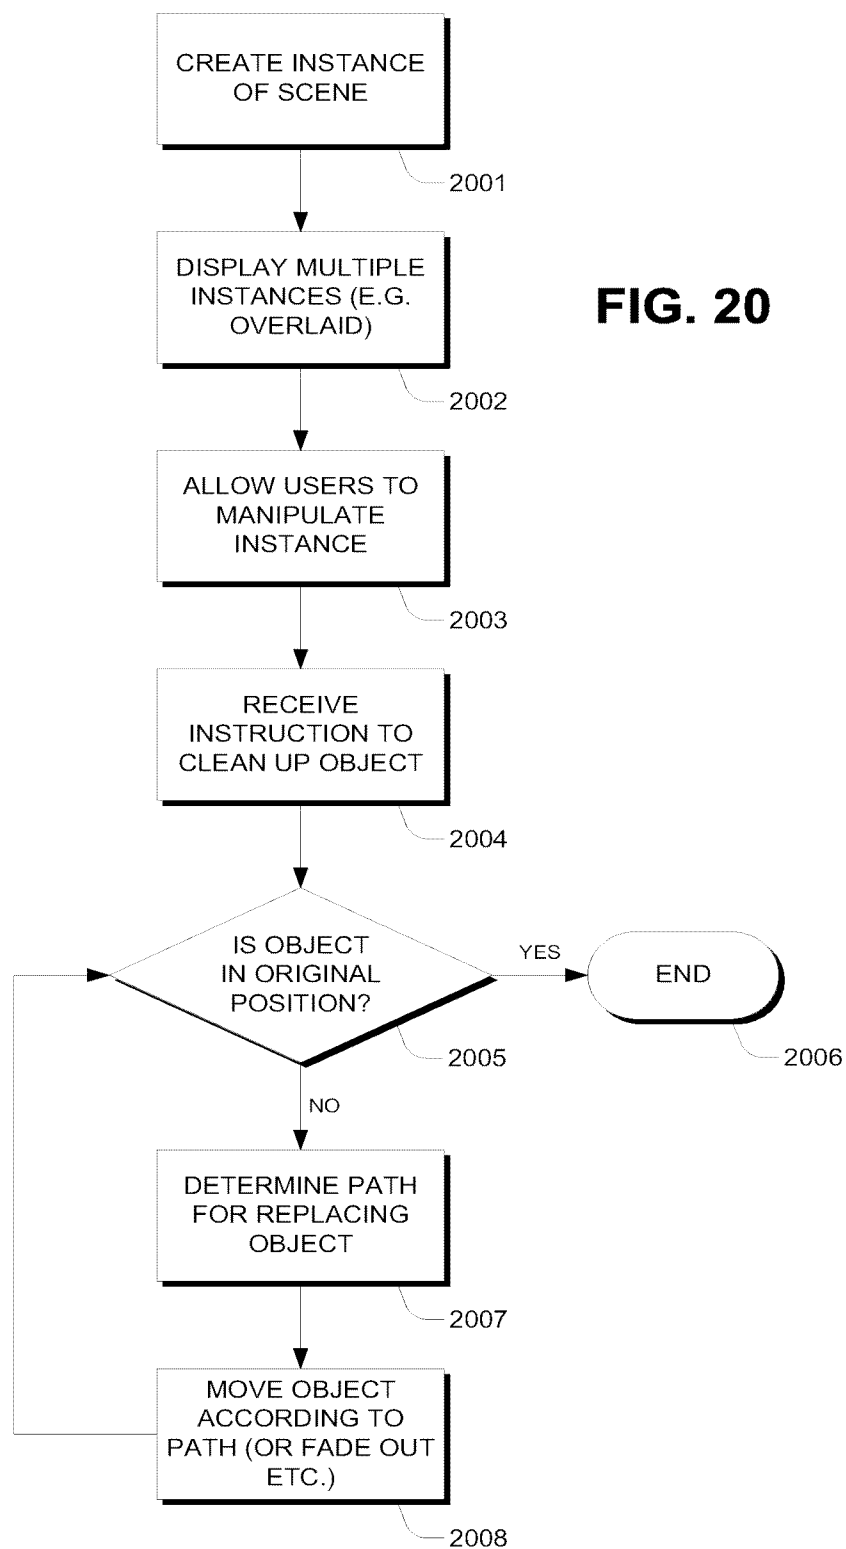 CREATE INSTANCE
OF SCENE
2001
DISPLAY MULTIPLE
INSTANCES (E.G.
OVERLAID)
FIG. 20
2002
ALLOW USERS TO
MANIPULATE
INSTANCE
2003
RECEIVE
INSTRUCTION TO
CLEAN UP OBJECT
2004
IS OBJECT
IN ORIGINAL
POSITION?
YES
END
2005
2006
NO
DETERMINE PATH
FOR REPLACING
OBJECT
2007
MOVE OBJECT
ACCORDING TO
PATH (OR FADE OUT
ETC.)
2008